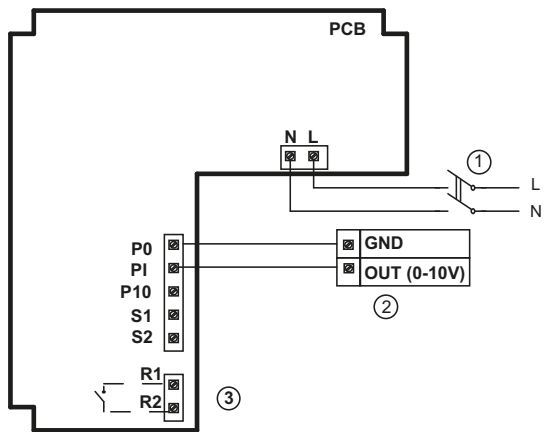 PCB
N L
①
L
N
P0
GND
PI
OUT (0-10V)
P10
②
S1
S2
R1
③
R2